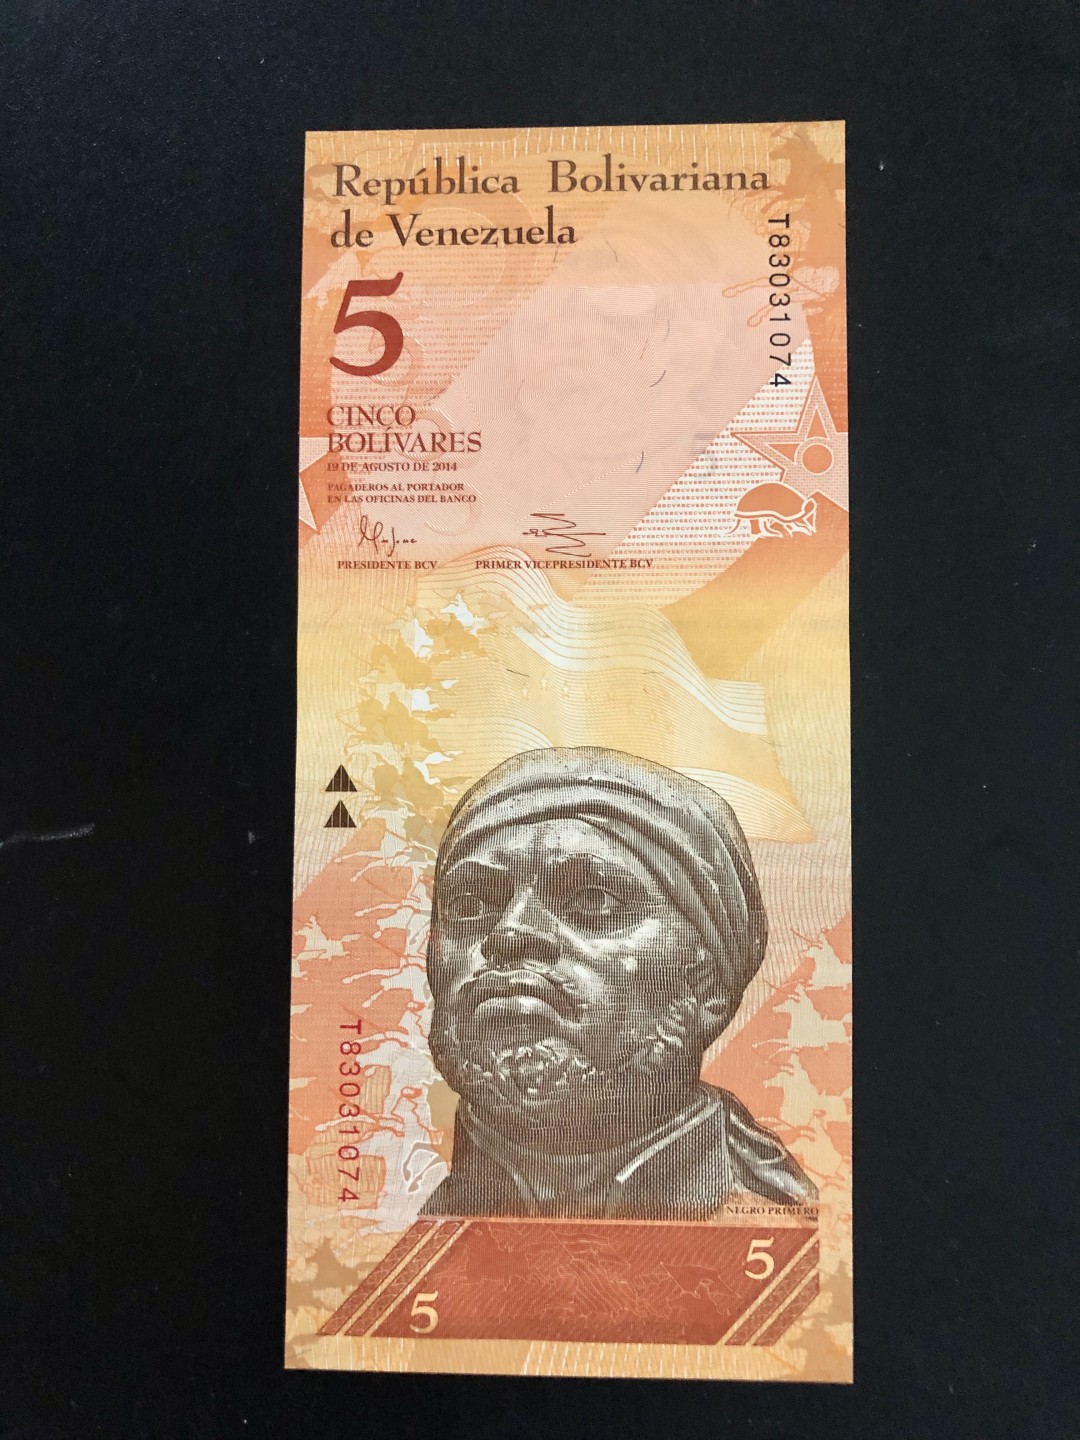 República Bolivariana
de Venezuela
T83031074
5
CINCO
BOLÍVARES
19 DE AGOSTO DE 2014
PAGADEROS AL PORTADOR
EN LAS OFICINAS DEL BANCO
PRESIDENTE BCV
PRIMER VICEPRESIDENTE BCV
T83031074
NEGRO PRIMERO
5
5